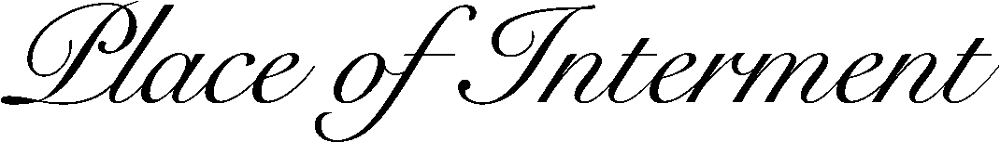 Place of Interment